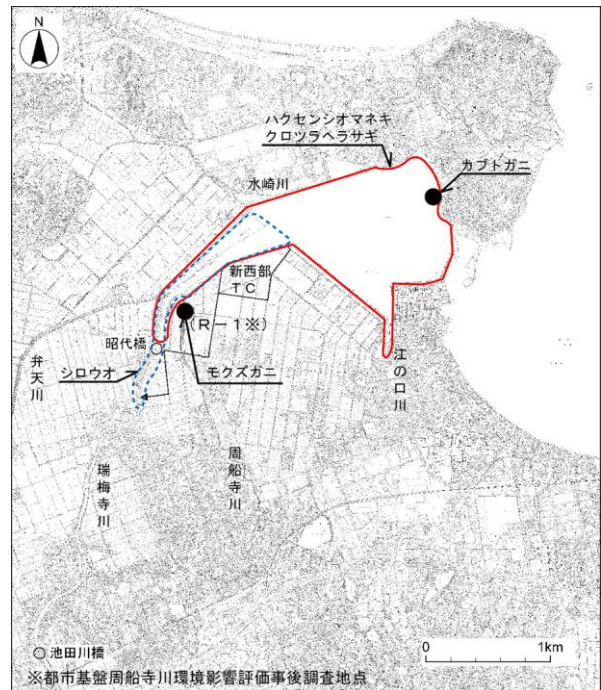 N
ハクセンシオマネキ
クロツラヘラサギ
カブトガニ
水崎川
新西部
TC
(R-1※)
昭代橋
シロウオ
モクズガニ
弁天川
江の口川
周船寺川
瑞梅寺川
池田川橋
0 1km
※都市基盤周船寺川環境影響評価事後調査地点